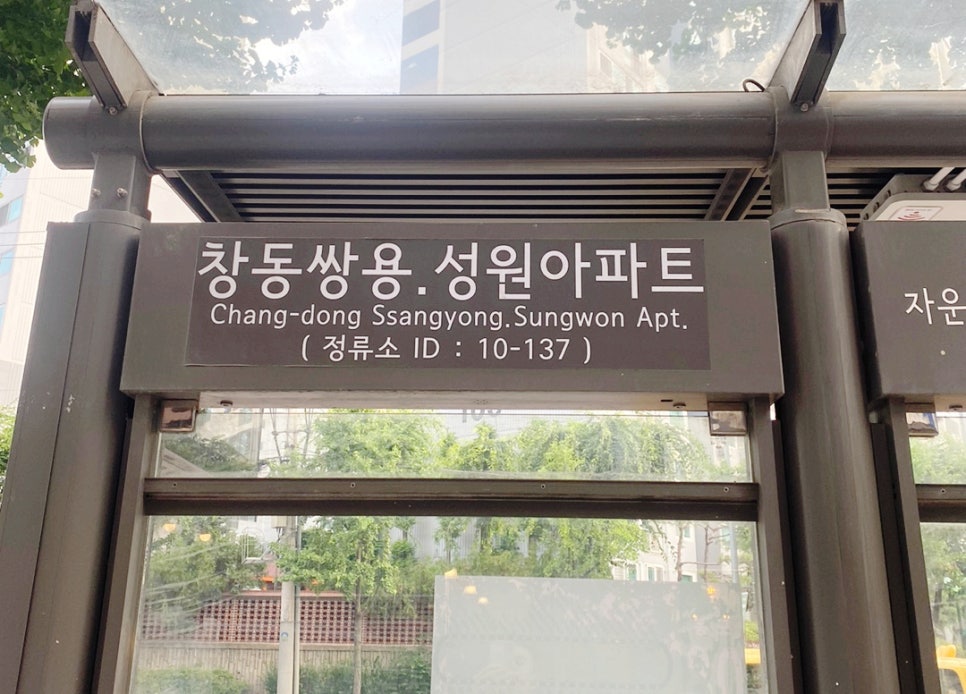 창동쌍용.성원아파트
Chang-dong Ssangyong.Sungwon Apt.
( 정류소 ID : 10-137 )
자운